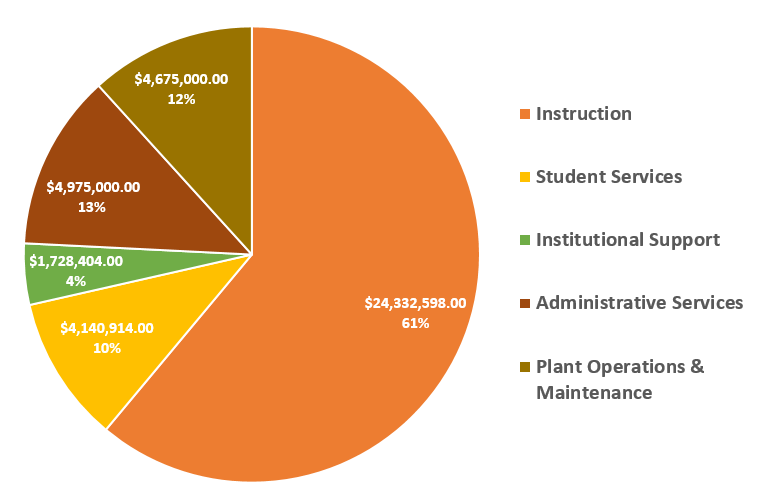 $4,675,000.00
12%
$4,975,000.00
13%
$1,728,404.00
4%
$4,140,914.00
10%
$24,332,598.00
61%
Instruction
Student Services
Institutional Support
Administrative Services
Plant Operations &
Maintenance